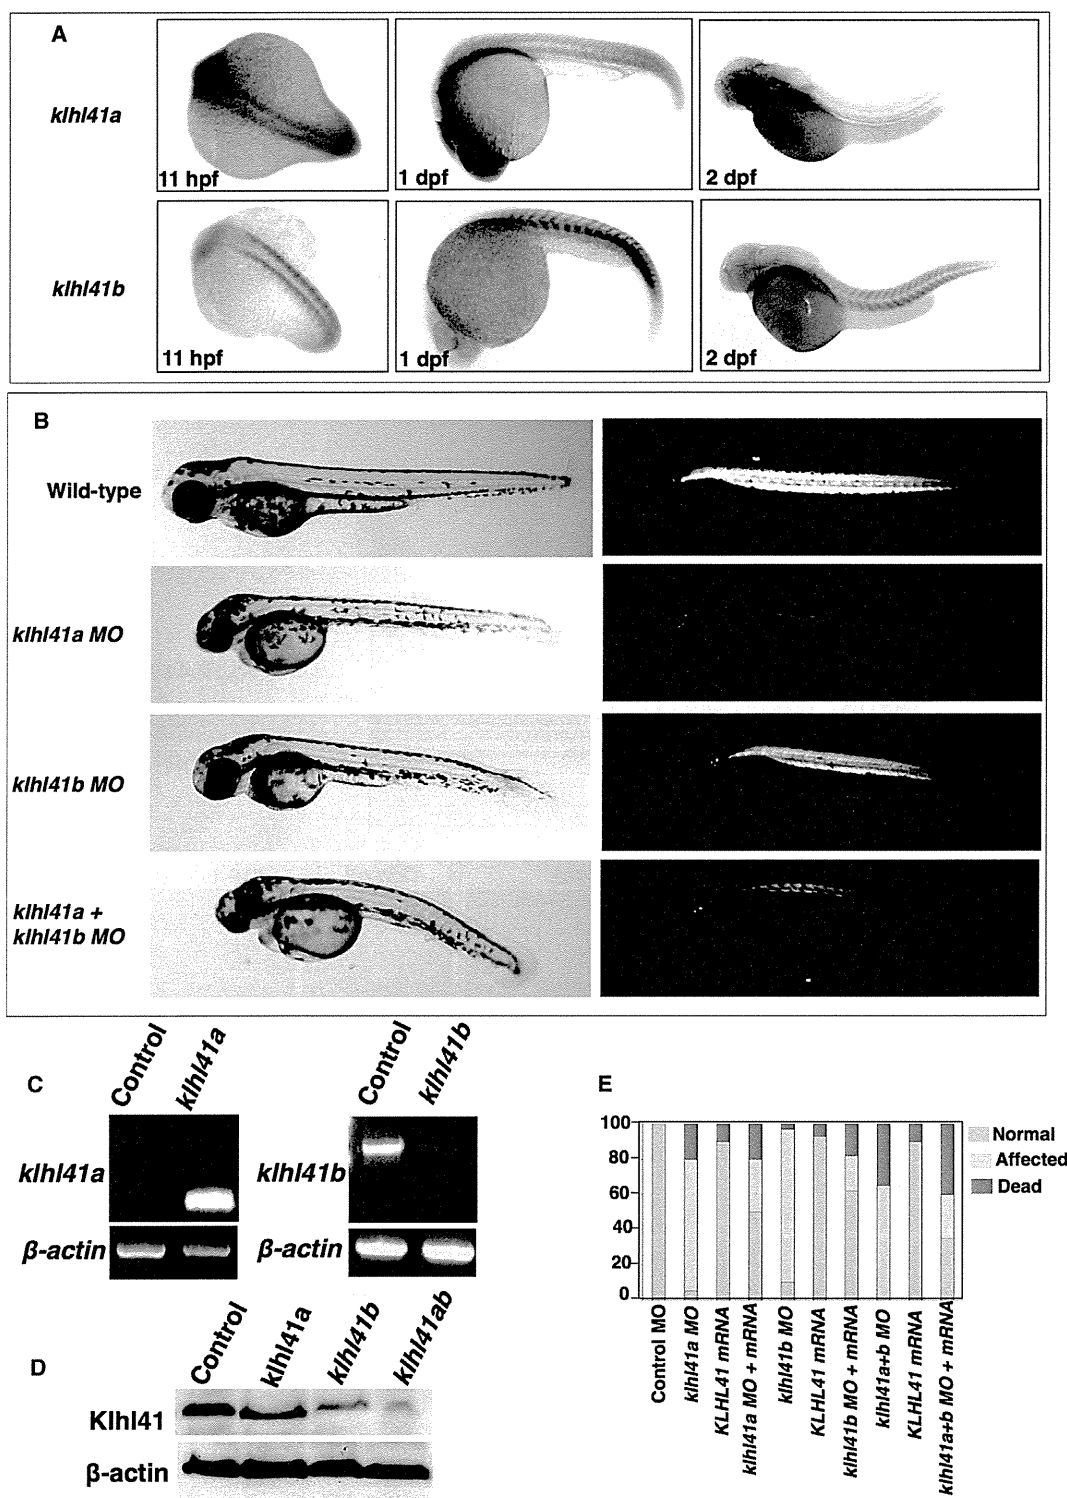 A
klhl41a
11 hpf
1 dpf
2 dpf
klhl41b
11 hpf
1 dpf
2 dpf
B
Wild-type
klhl41a MO
klhl41b MO
klhl41a +
klhl41b MO
C
Control
klhl41a
klhl41a
β-actin
Control
klhl41b
klhl41b
β-actin
D
Control
klhl41a
klhl41b
klhl41ab
Klhl41
β-actin
E
100
80
60
40
20
0
Normal
Affected
Dead
Control MO
klhl41a MO
KLHL41 mRNA
klhl41a MO + mRNA
klhl41b MO
KLHL41 mRNA
klhl41b MO + mRNA
klhl41a+b MO
KLHL41 mRNA
klhl41a+b MO + mRNA